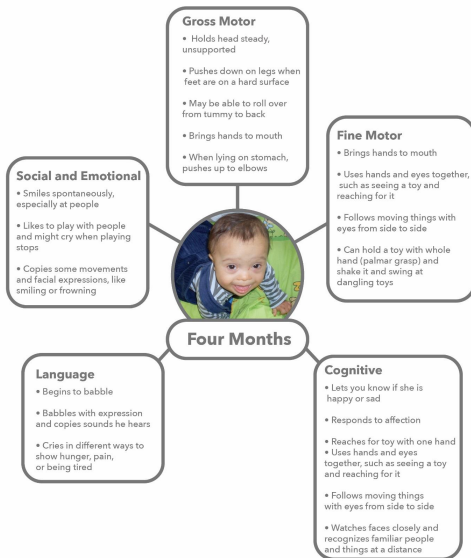 Gross Motor
• Holds head steady,
unsupported
• Pushes down on legs when
feet are on a hard surface
• May be able to roll over
from tummy to back
• Brings hands to mouth
• When lying on stomach,
pushes up to elbows
Fine Motor
• Brings hands to mouth
• Uses hands and eyes together,
such as seeing a toy and
reaching for it
• Follows moving things with
eyes from side to side
• Can hold a toy with whole
hand (palmar grasp) and
shake it and swing at
dangling toys
Social and Emotional
• Smiles spontaneously,
especially at people
• Likes to play with people
and might cry when playing
stops
• Copies some movements
and facial expressions, like
smiling or frowning
Four Months
Language
• Begins to babble
• Babbles with expression
and copies sounds he hears
• Cries in different ways to
show hunger, pain,
or being tired
Cognitive
• Lets you know if she is
happy or sad
• Responds to affection
• Reaches for toy with one hand
• Uses hands and eyes
together, such as seeing a toy
and reaching for it
• Follows moving things
with eyes from side to side
• Watches faces closely and
recognizes familiar people
and things at a distance